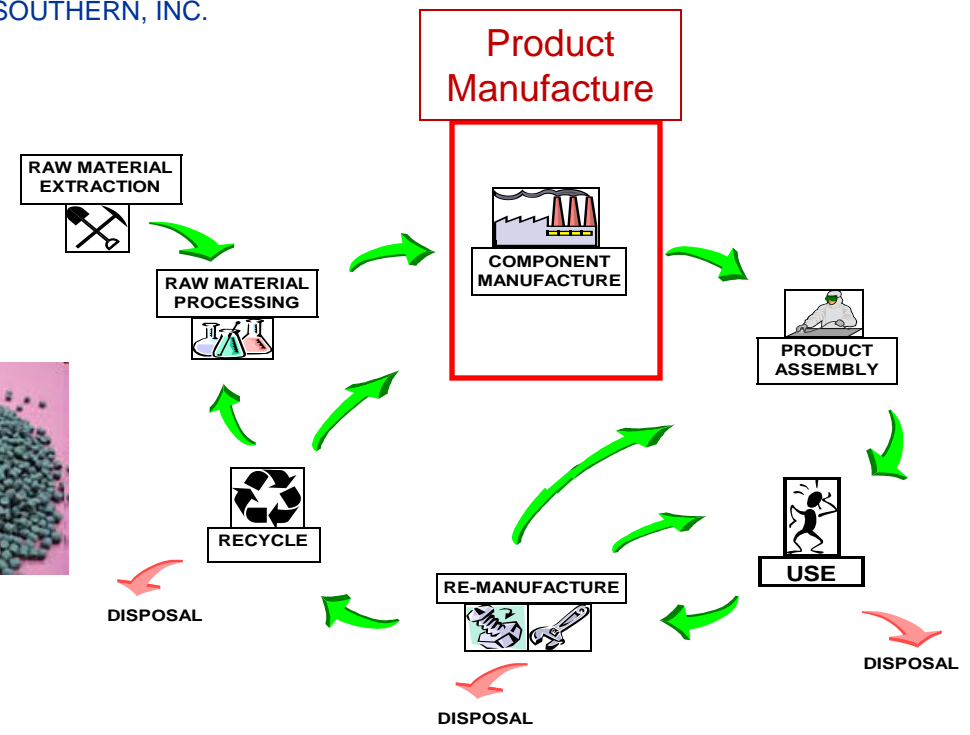 SOUTHERN, INC.
Product
Manufacture
RAW MATERIAL
EXTRACTION
COMPONENT
MANUFACTURE
RAW MATERIAL
PROCESSING
PRODUCT
ASSEMBLY
RECYCLE
USE
RE-MANUFACTURE
DISPOSAL
DISPOSAL
DISPOSAL